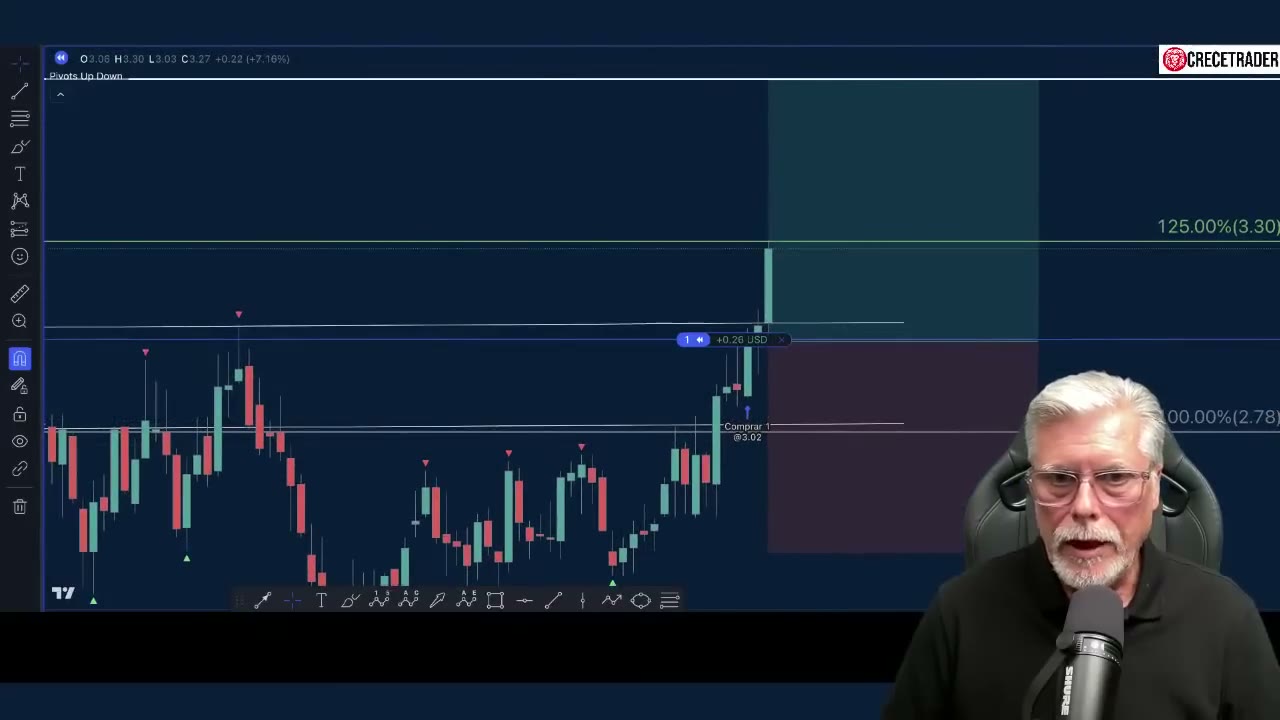 O3.06 H3.30 L3.03 C3.27 +0.22 (+7.16%)
CRECETRADER
Pivots Up Down
125.00%(3.30)
1 +0.26 USD
100.00%(2.78)
Comprar 1
@3.02
SHURE